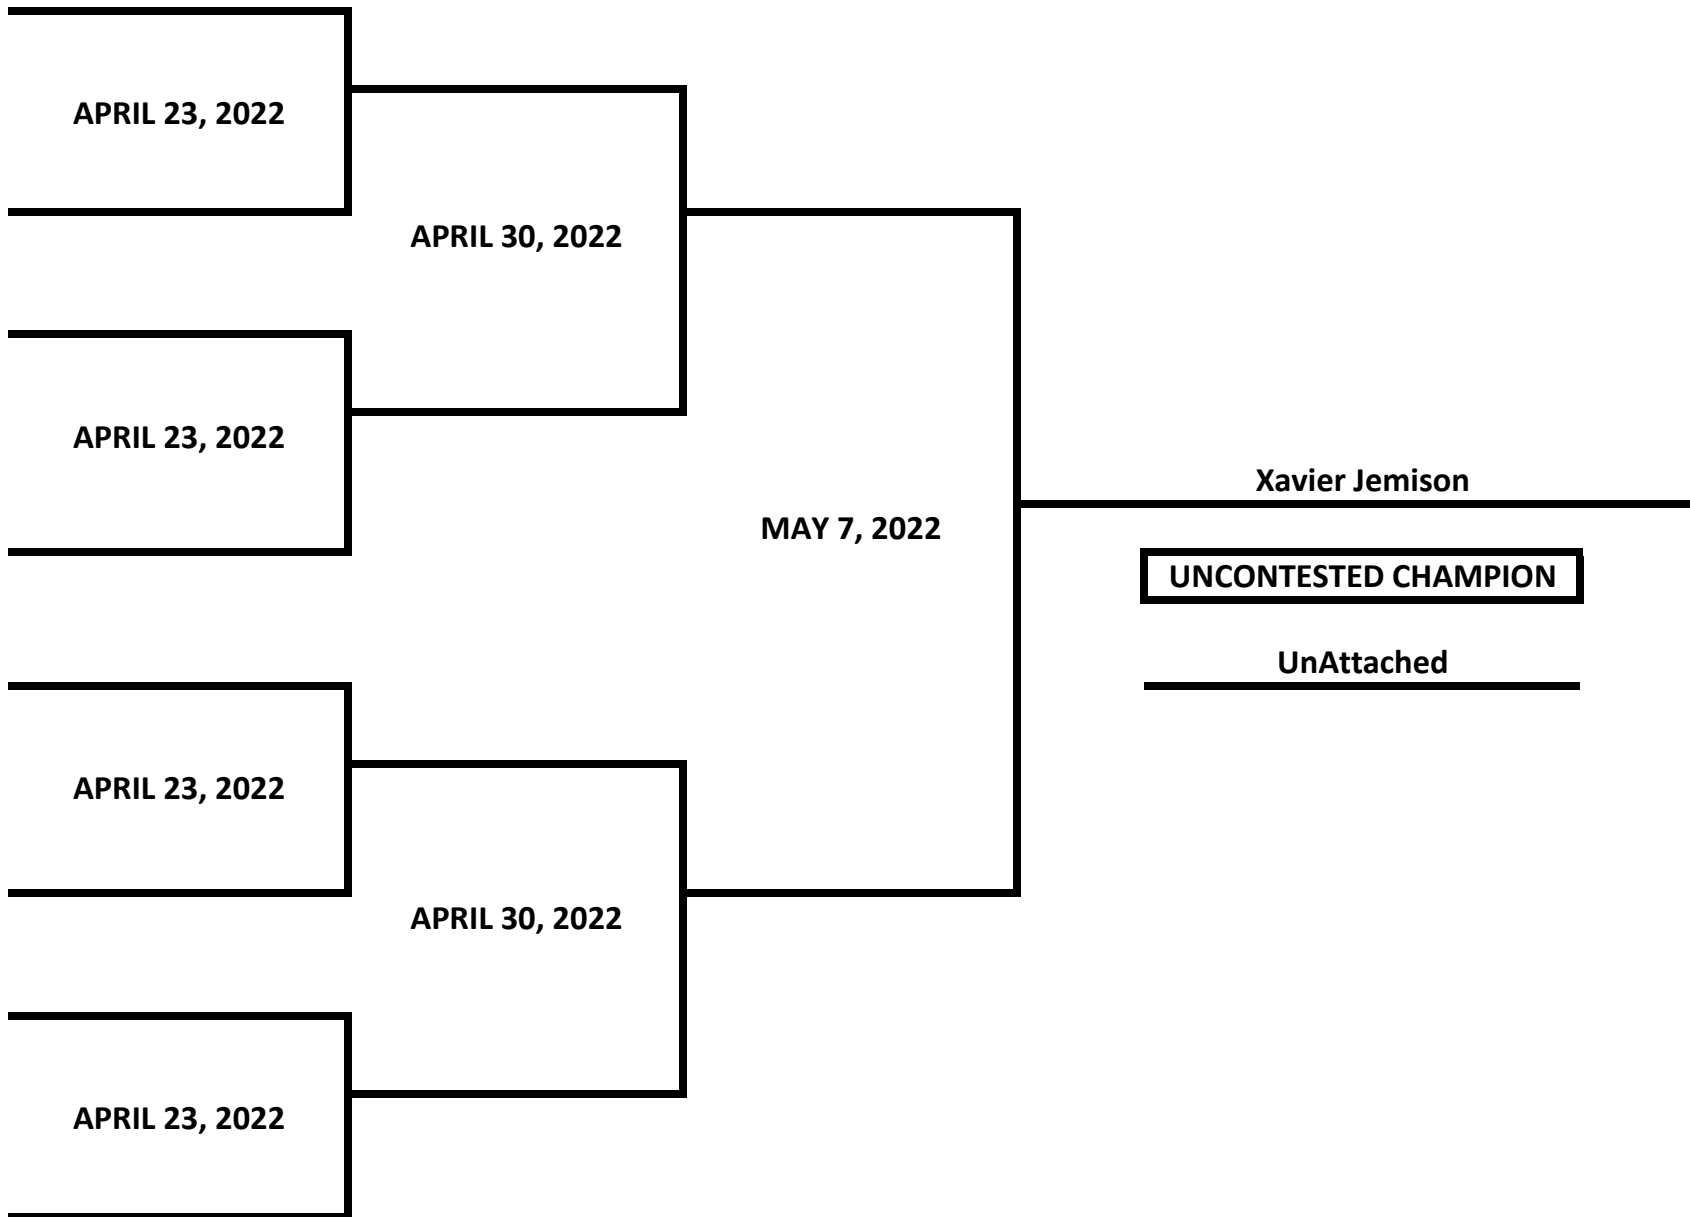 APRIL 23, 2022
APRIL 30, 2022
APRIL 23, 2022
Xavier Jemison
MAY 7, 2022
UNCONTESTED CHAMPION
UnAttached
APRIL 23, 2022
APRIL 30, 2022
APRIL 23, 2022